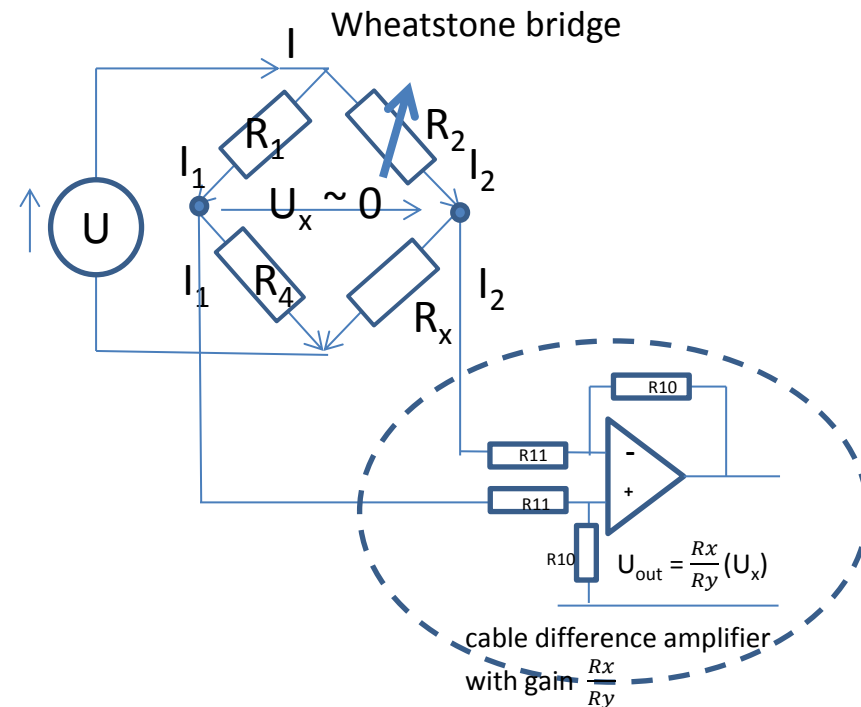 Wheatstone bridge
I
R₁
R₂
I₁
I₂
Uₓ ~ 0
U
I₁
R₄
I₂
Rₓ
R10
R11
-
R11
+
R10
U_out = Rx/Ry (Uₓ)
cable difference amplifier
with gain Rx/Ry